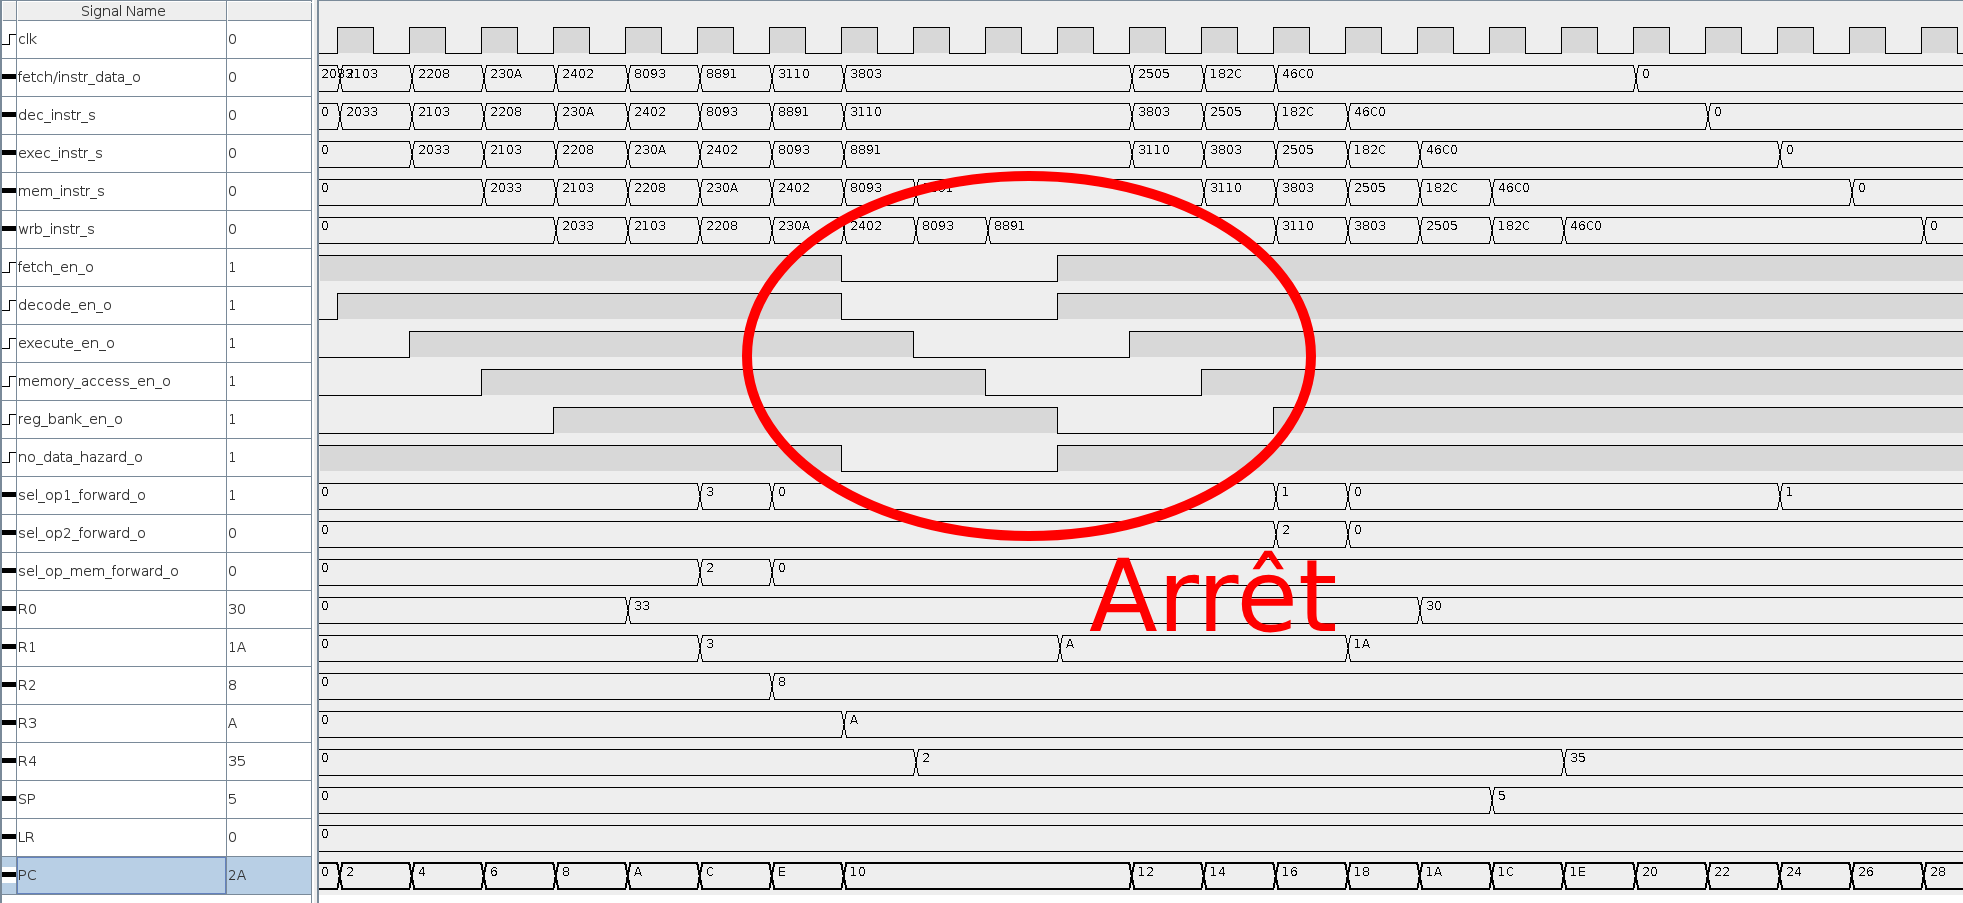 Signal Name
clk 0
fetch/instr_data_o 0 2103 2208 230A 2402 8093 8891 3110 3803 2505 182C 46C0 0
dec_instr_s 0 0 2033 2103 2208 230A 2402 8093 8891 3110 3803 2505 182C 46C0 0
exec_instr_s 0 0 2033 2103 2208 230A 2402 8093 8891 3110 3803 2505 182C 46C0 0
mem_instr_s 0 0 2033 2103 2208 230A 2402 8093 3110 3803 2505 182C 46C0 0
wrb_instr_s 0 0 2033 2103 2208 230A 2402 8093 8891 3110 3803 2505 182C 46C0 0
fetch_en_o 1
decode_en_o 1
execute_en_o 1
memory_access_en_o 1
reg_bank_en_o 1
no_data_hazard_o 1
sel_op1_forward_o 1 0 3 0 1 0 1
sel_op2_forward_o 0 0 2 0
sel_op_mem_forward_o 0 0 2 0
Arrêt
R0 30 0 33 30
R1 1A 0 3 A 1A
R2 8 0 8
R3 A 0 A
R4 35 0 2 35
SP 5 0 5
LR 0 0
PC 2A 0 2 4 6 8 A C E 10 12 14 16 18 1A 1C 1E 20 22 24 26 28